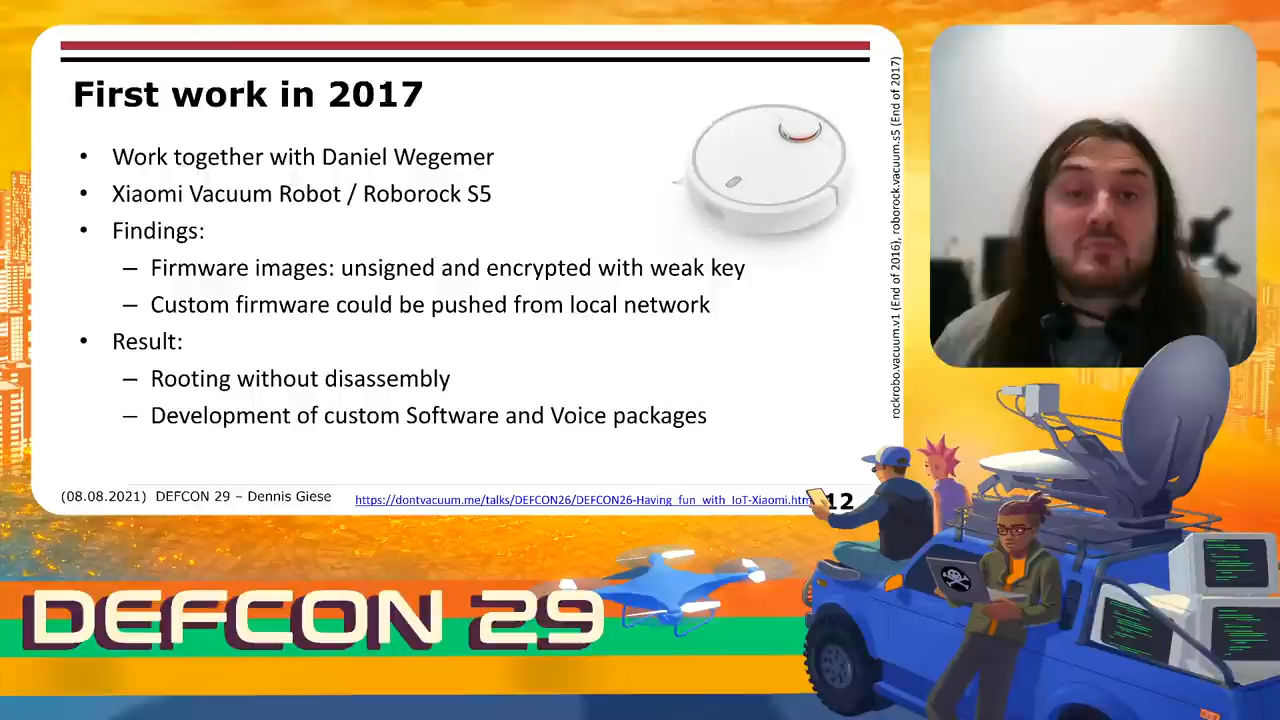 First work in 2017
• Work together with Daniel Wegemer
• Xiaomi Vacuum Robot / Roborock S5
• Findings:
– Firmware images: unsigned and encrypted with weak key
– Custom firmware could be pushed from local network
• Result:
– Rooting without disassembly
– Development of custom Software and Voice packages
rockrobo.vacuum.v1 (End of 2016), roborock.vacuum.s5 (End of 2017)
(08.08.2021) DEFCON 29 – Dennis Giese
https://dontvacuum.me/talks/DEFCON26/DEFCON26-Having_fun_with_IoT-Xiaomi.htm
12
DEFCON 29